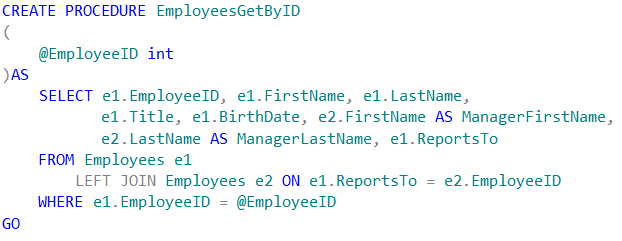 CREATE PROCEDURE EmployeesGetByID
(
    @EmployeeID int
)AS
    SELECT e1.EmployeeID, e1.FirstName, e1.LastName,
           e1.Title, e1.BirthDate, e2.FirstName AS ManagerFirstName,
           e2.LastName AS ManagerLastName, e1.ReportsTo
    FROM Employees e1
        LEFT JOIN Employees e2 ON e1.ReportsTo = e2.EmployeeID
    WHERE e1.EmployeeID = @EmployeeID
GO